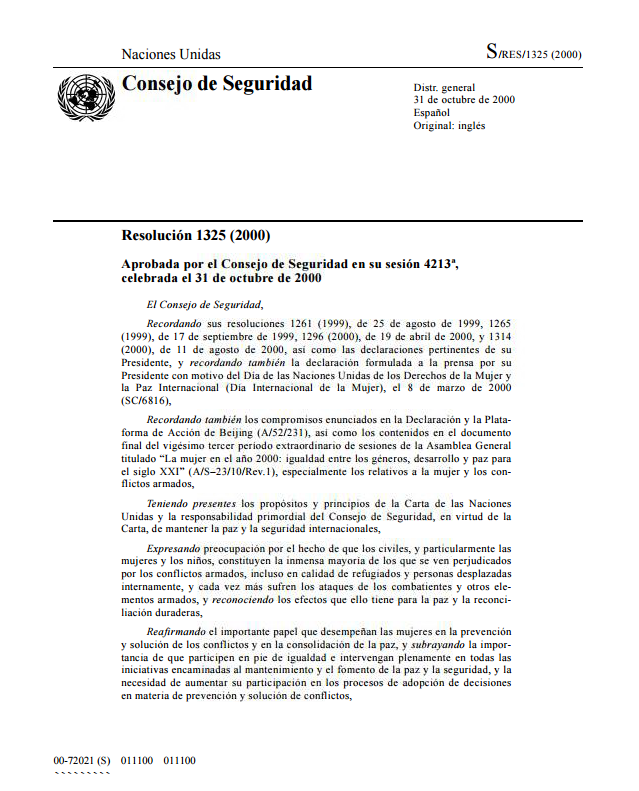 Naciones Unidas
S/RES/1325 (2000)
Consejo de Seguridad
Distr. general
31 de octubre de 2000
Español
Original: inglés
Resolución 1325 (2000)
Aprobada por el Consejo de Seguridad en su sesión 4213ª,
celebrada el 31 de octubre de 2000
El Consejo de Seguridad,
Recordando sus resoluciones 1261 (1999), de 25 de agosto de 1999, 1265
(1999), de 17 de septiembre de 1999, 1296 (2000), de 19 de abril de 2000, y 1314
(2000), de 11 de agosto de 2000, así como las declaraciones pertinentes de su
Presidente, y recordando también la declaración formulada a la prensa por su
Presidente con motivo del Día de las Naciones Unidas de los Derechos de la Mujer y
la Paz Internacional (Día Internacional de la Mujer), el 8 de marzo de 2000
(SC/6816),
Recordando también los compromisos enunciados en la Declaración y la Plata-
forma de Acción de Beijing (A/52/231), así como los contenidos en el documento
final del vigésimo tercer período extraordinario de sesiones de la Asamblea General
titulado “La mujer en el año 2000: igualdad entre los géneros, desarrollo y paz para
el siglo XXI” (A/S–23/10/Rev.1), especialmente los relativos a la mujer y los con-
flictos armados,
Teniendo presentes los propósitos y principios de la Carta de las Naciones
Unidas y la responsabilidad primordial del Consejo de Seguridad, en virtud de la
Carta, de mantener la paz y la seguridad internacionales,
Expresando preocupación por el hecho de que los civiles, y particularmente las
mujeres y los niños, constituyen la inmensa mayoría de los que se ven perjudicados
por los conflictos armados, incluso en calidad de refugiados y personas desplazadas
internamente, y cada vez más sufren los ataques de los combatientes y otros ele-
mentos armados, y reconociendo los efectos que ello tiene para la paz y la reconci-
liación duraderas,
Reafirmando el importante papel que desempeñan las mujeres en la prevención
y solución de los conflictos y en la consolidación de la paz, y subrayando la impor-
tancia de que participen en pie de igualdad e intervengan plenamente en todas las
iniciativas encaminadas al mantenimiento y el fomento de la paz y la seguridad, y la
necesidad de aumentar su participación en los procesos de adopción de decisiones
en materia de prevención y solución de conflictos,
00-72021 (S) 011100 011100